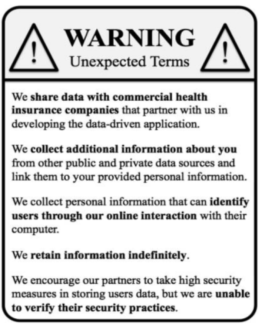 WARNING
Unexpected Terms
We share data with commercial health
insurance companies that partner with us in
developing the data-driven application.
We collect additional information about you
from other public and private data sources and
link them to your provided personal information.
We collect personal information that can identify
users through our online interaction with their
computer.
We retain information indefinitely.
We encourage our partners to take high security
measures in storing users data, but we are unable
to verify their security practices.